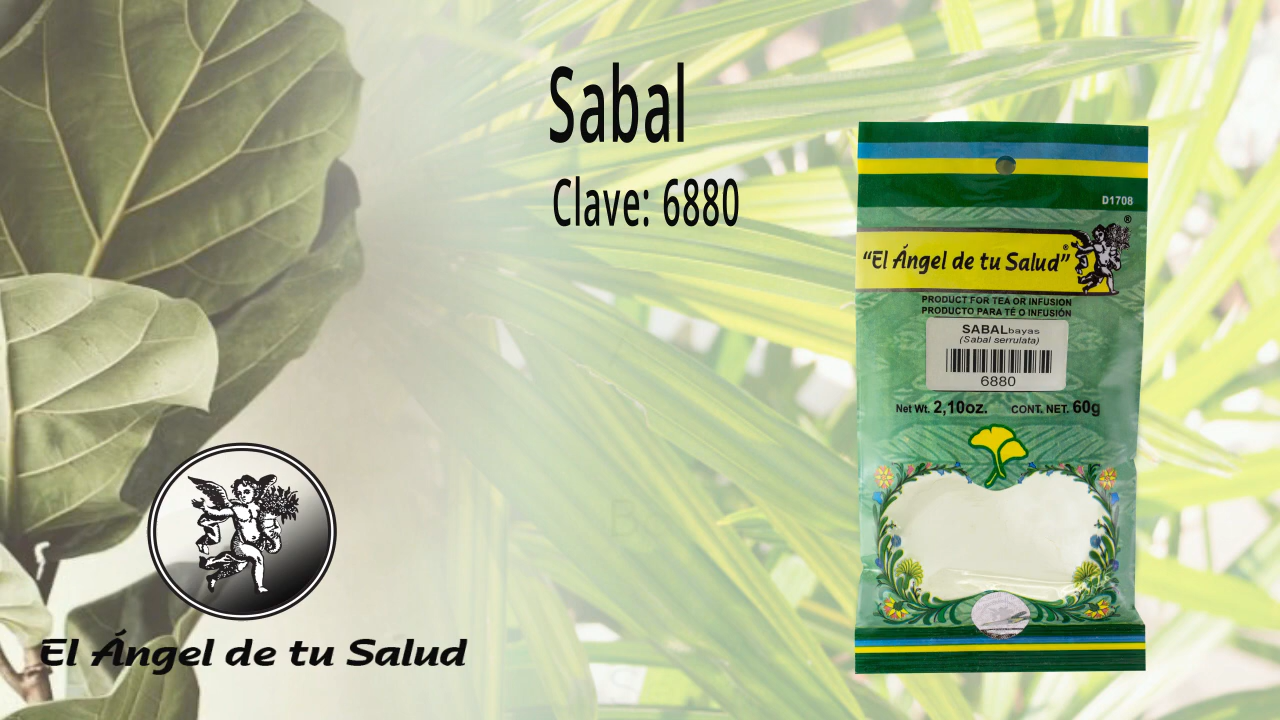 Sabal
Clave: 6880
D1708
®
"El Ángel de tu Salud"®
PRODUCT FOR TEA OR INFUSION
PRODUCTO PARA TÉ O INFUSIÓN
SABALbayas
(Sabal serrulata)
6880
Net Wt. 2,10oz. CONT. NET. 60g
El Ángel de tu Salud